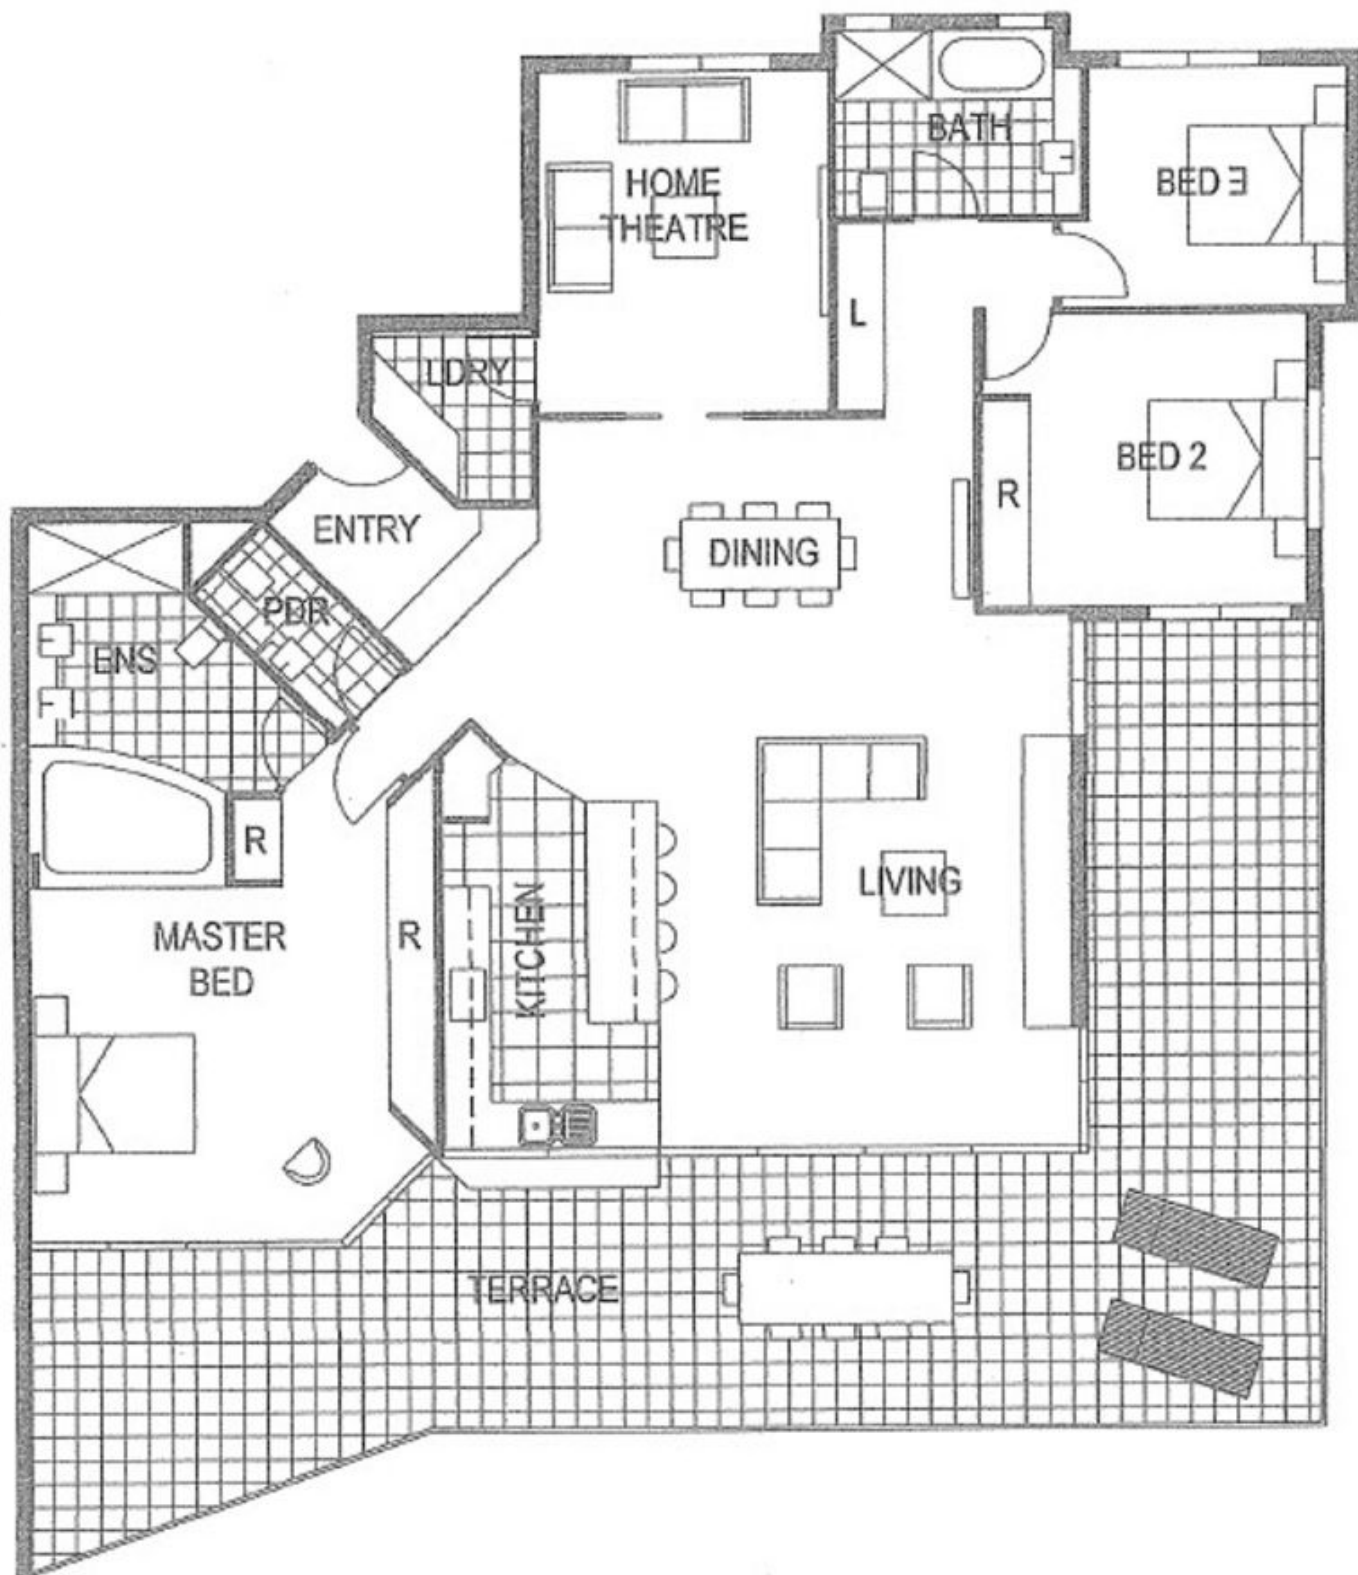 BATH
HOME
THEATRE
BED 3
L
LDRY
BED 2
R
ENTRY
DINING
PDR
ENS
R
LIVING
MASTER
BED
R
KITCHEN
TERRACE